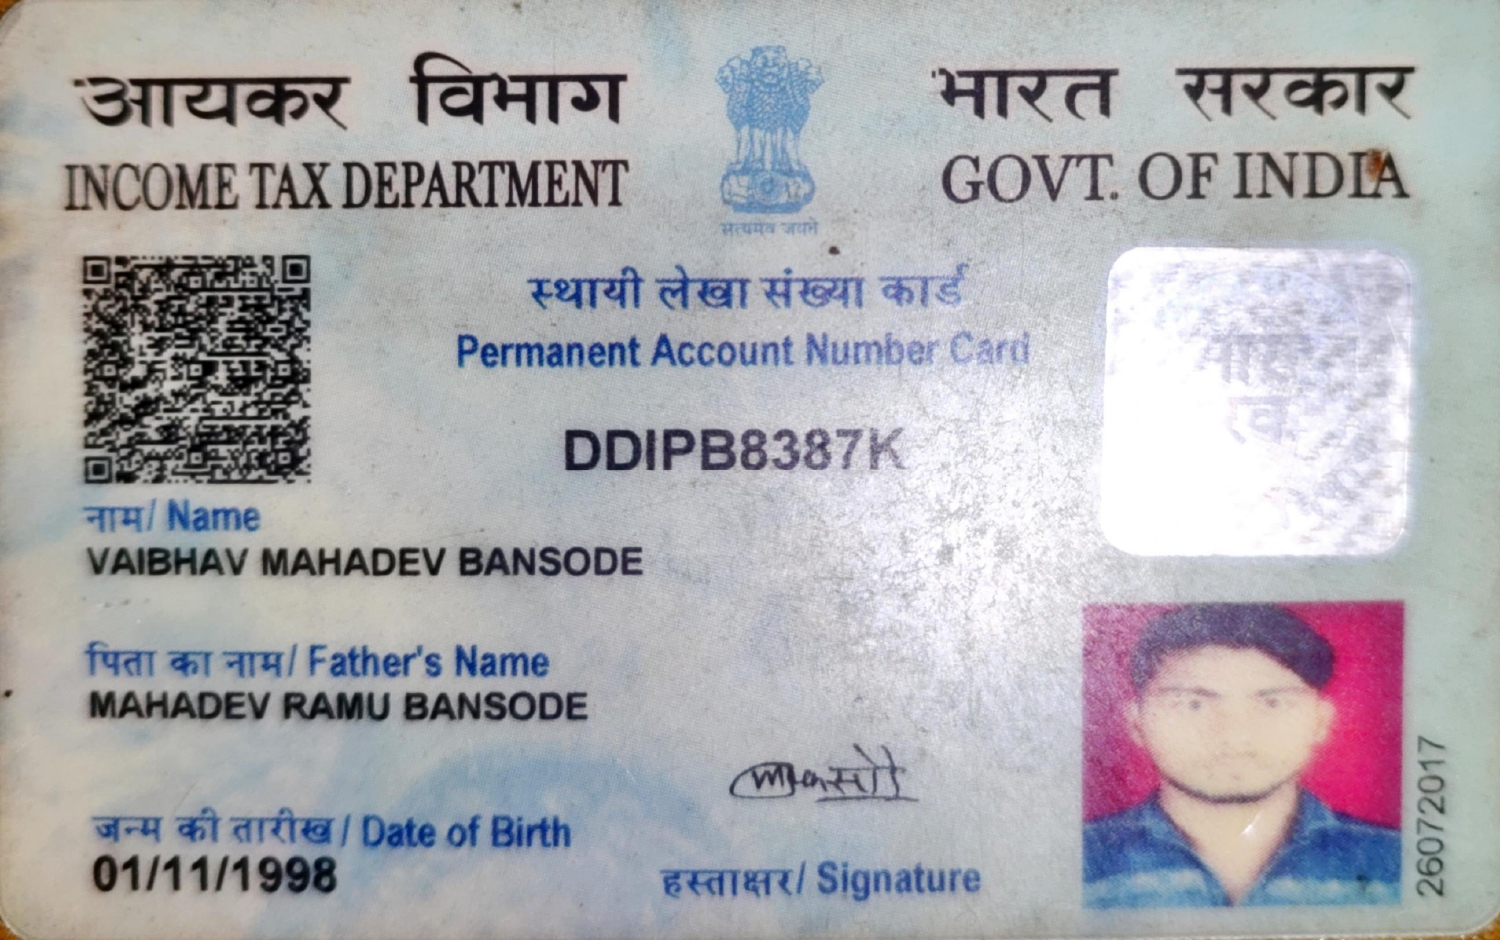 आयकर विभाग
INCOME TAX DEPARTMENT
सत्यमेव जयते
भारत सरकार
GOVT. OF INDIA
स्थायी लेखा संख्या कार्ड
Permanent Account Number Card
DDIPB8387K
नाम/ Name
VAIBHAV MAHADEV BANSODE
पिता का नाम/ Father's Name
MAHADEV RAMU BANSODE
जन्म की तारीख / Date of Birth
01/11/1998
हस्ताक्षर/ Signature
26072017